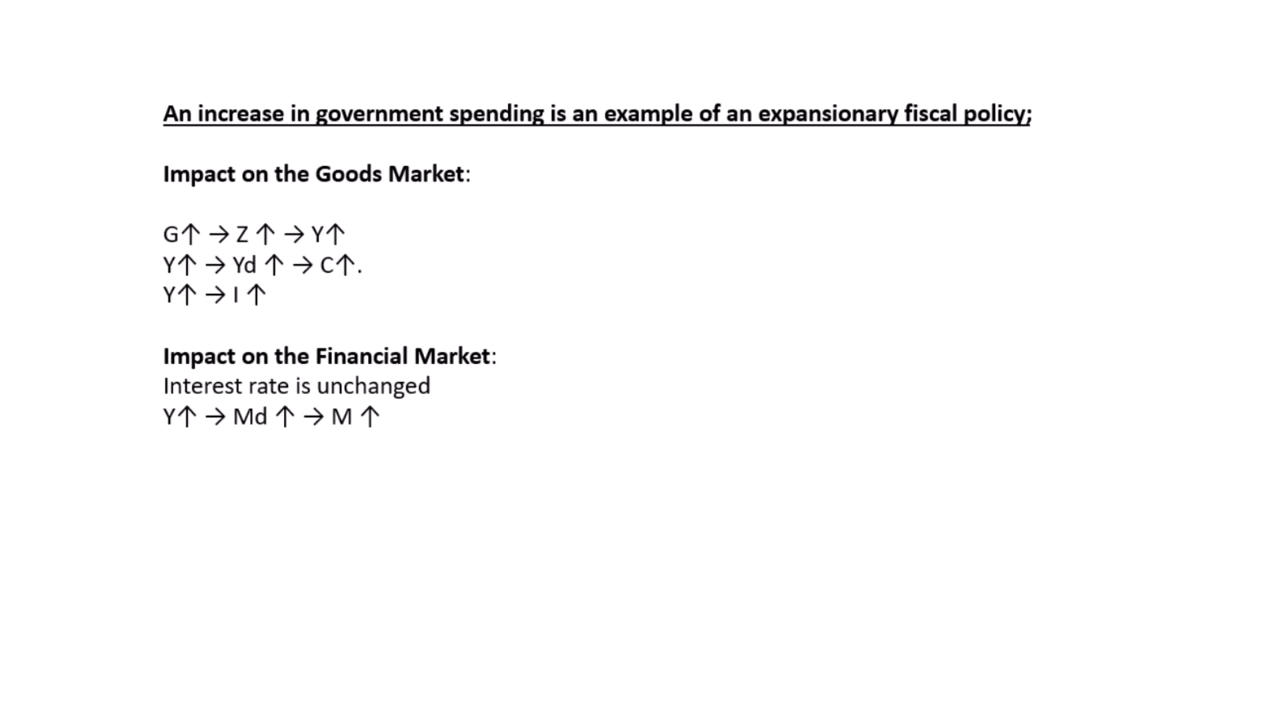 An increase in government spending is an example of an expansionary fiscal policy;
Impact on the Goods Market:
G↑ → Z ↑ → Y↑
Y↑ → Yd ↑ → C↑.
Y↑ → I ↑
Impact on the Financial Market:
Interest rate is unchanged
Y↑ → Md ↑ → M ↑